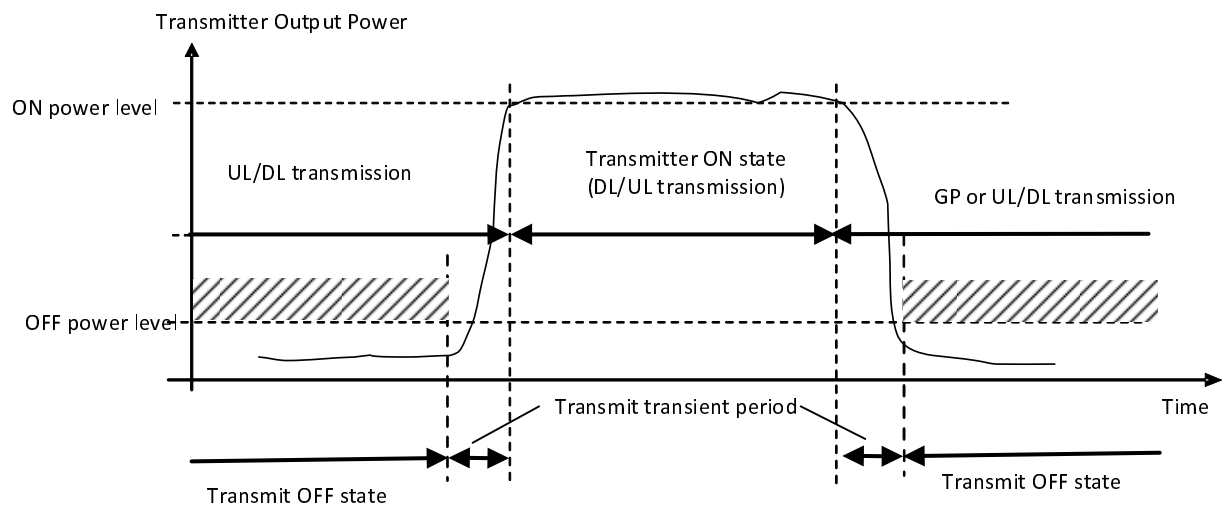 Transmitter Output Power
ON power level
UL/DL transmission
Transmitter ON state
(DL/UL transmission)
GP or UL/DL transmission
OFF power level
Transmit transient period
Time
Transmit OFF state
Transmit OFF state